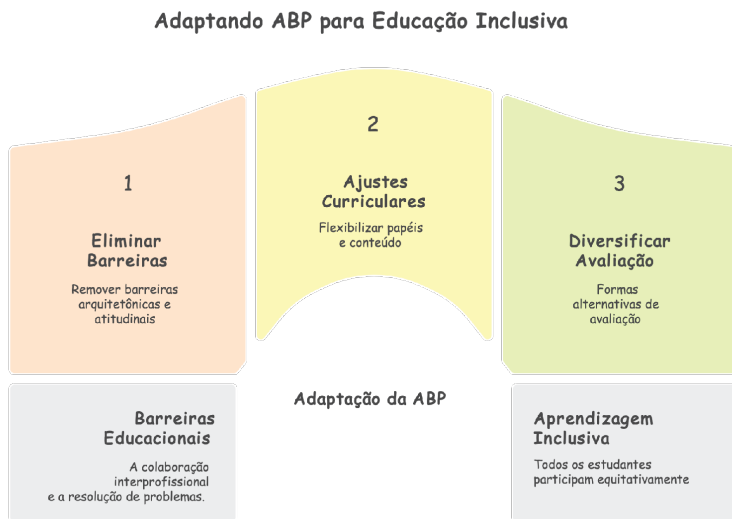 Adaptando ABP para Educação Inclusiva
1
Eliminar
Barreiras
Remover barreiras
arquitetônicas e
atitudinais
2
Ajustes
Curriculares
Flexibilizar papéis
e conteúdo
3
Diversificar
Avaliação
Formas
alternativas de
avaliação
Barreiras
Educacionais
A colaboração
interprofissional
e a resolução de problemas.
Adaptação da ABP
Aprendizagem
Inclusiva
Todos os estudantes
participam equitativamente